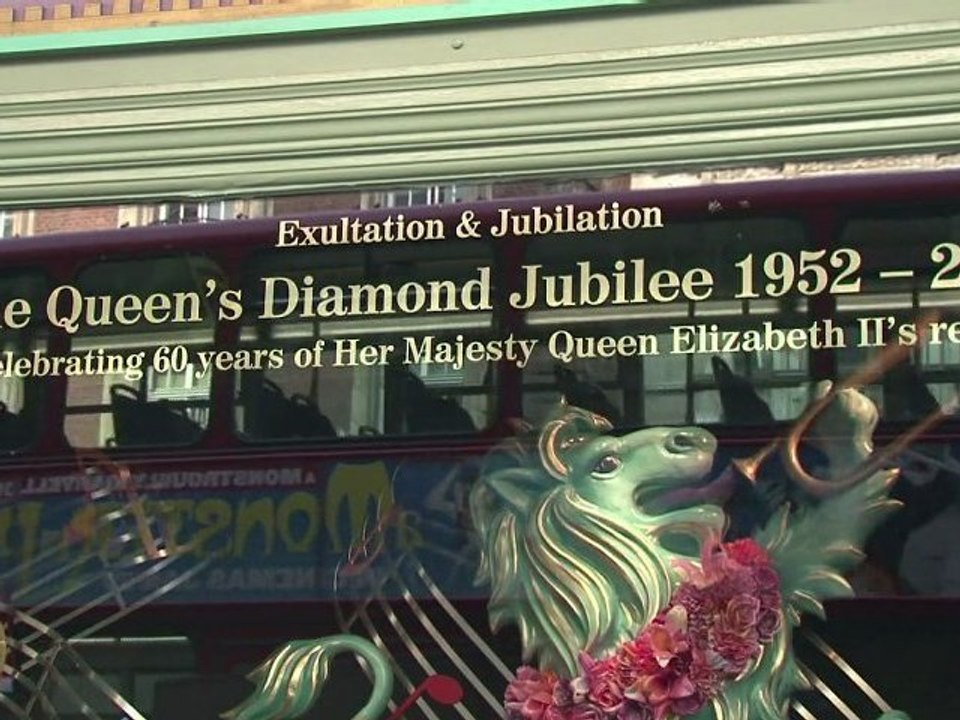 Exultation & Jubilation
e Queen's Diamond Jubilee 1952 – 2
elebrating 60 years of Her Majesty Queen Elizabeth II's re